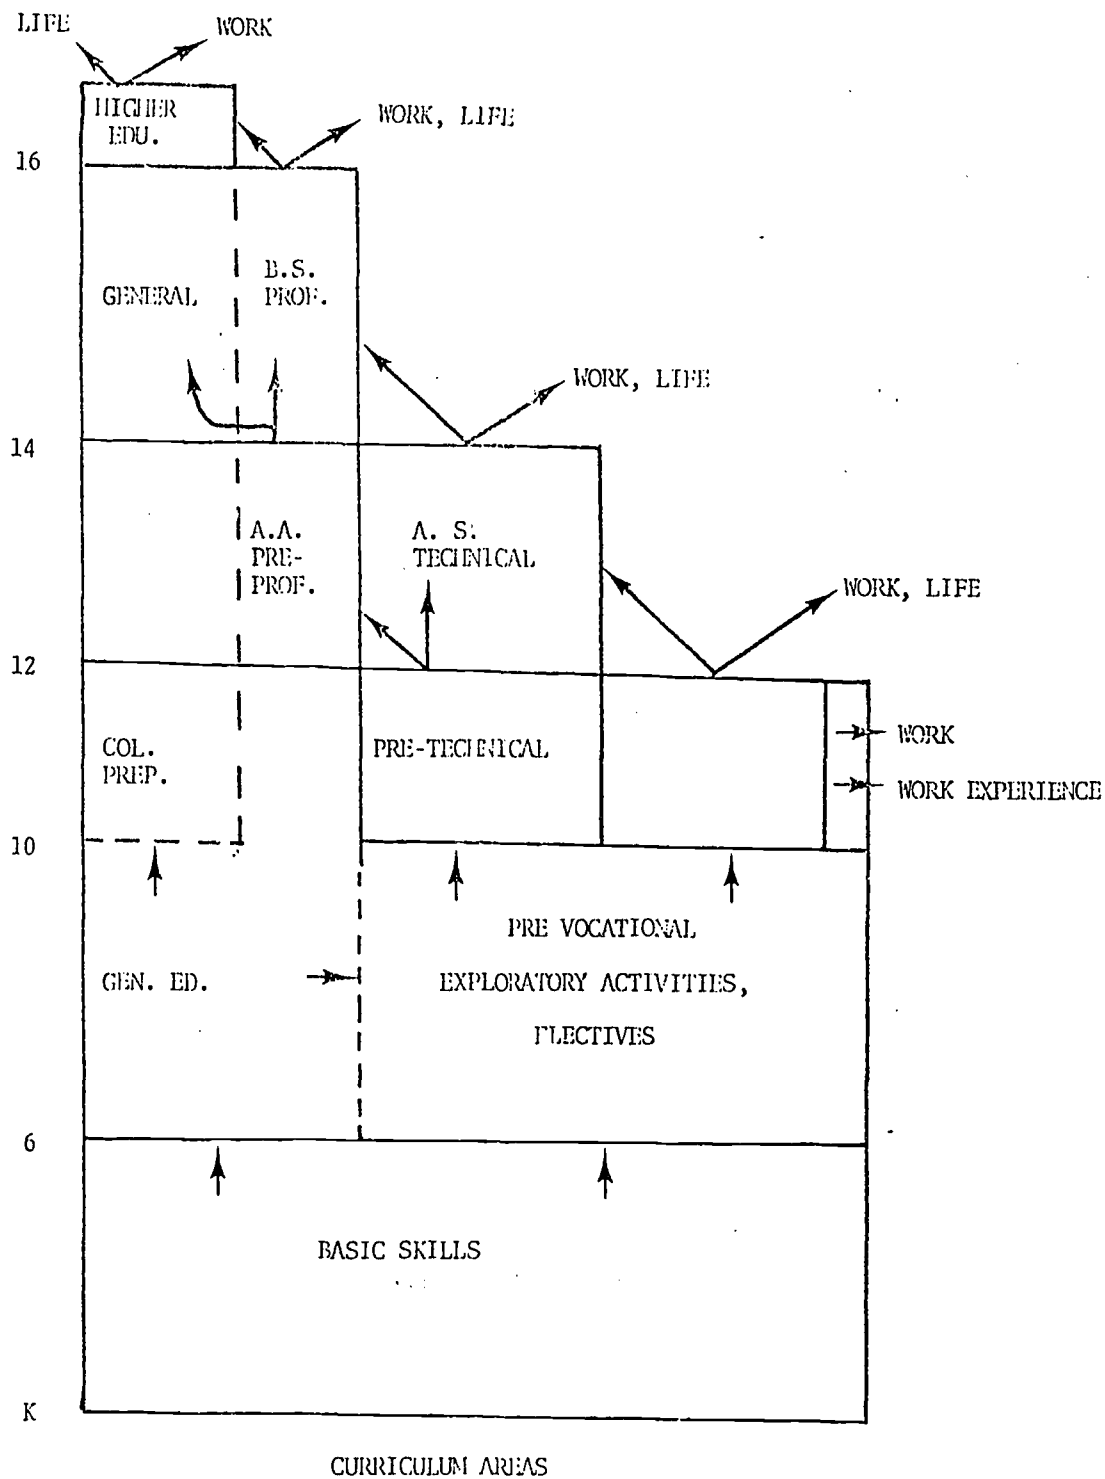 LIFE
WORK
HIGHER
EDU.
WORK, LIFE
16
GENERAL
B.S.
PROF.
WORK, LIFE
14
A.A.
PRE-
PROF.
A. S.
TECHNICAL
WORK, LIFE
12
COL.
PREP.
PRE-TECHNICAL
WORK
WORK EXPERIENCE
10
PRE VOCATIONAL
GEN. ED.
EXPLORATORY ACTIVITIES,
ELECTIVES
6
BASIC SKILLS
K
CURRICULUM AREAS